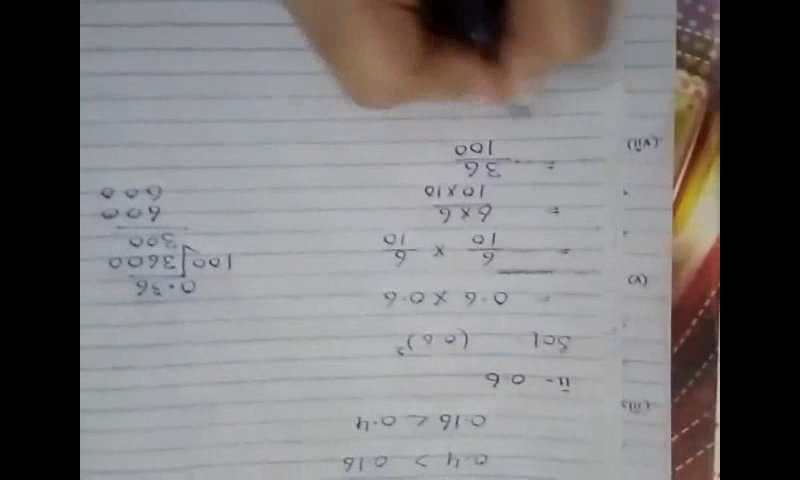 0.4 > 0.16
0.16 < 0.4
ii - 0.6
Sol (0.6)²
= 0.6 × 0.6
= 6/10 × 6/10
= 6×6/10×10
= 36/100
0.36
100√3600
300
600
600
(iii)
(v)
(vii)